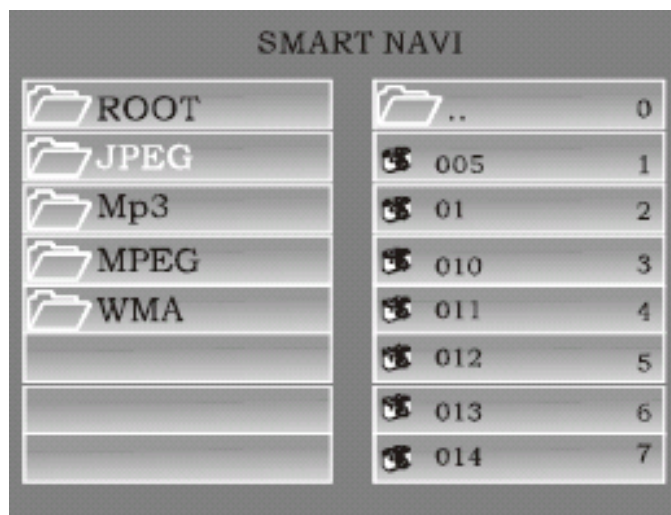 SMART NAVI
ROOT
JPEG
Mp3
MPEG
WMA
.. 0
005 1
01 2
010 3
011 4
012 5
013 6
014 7